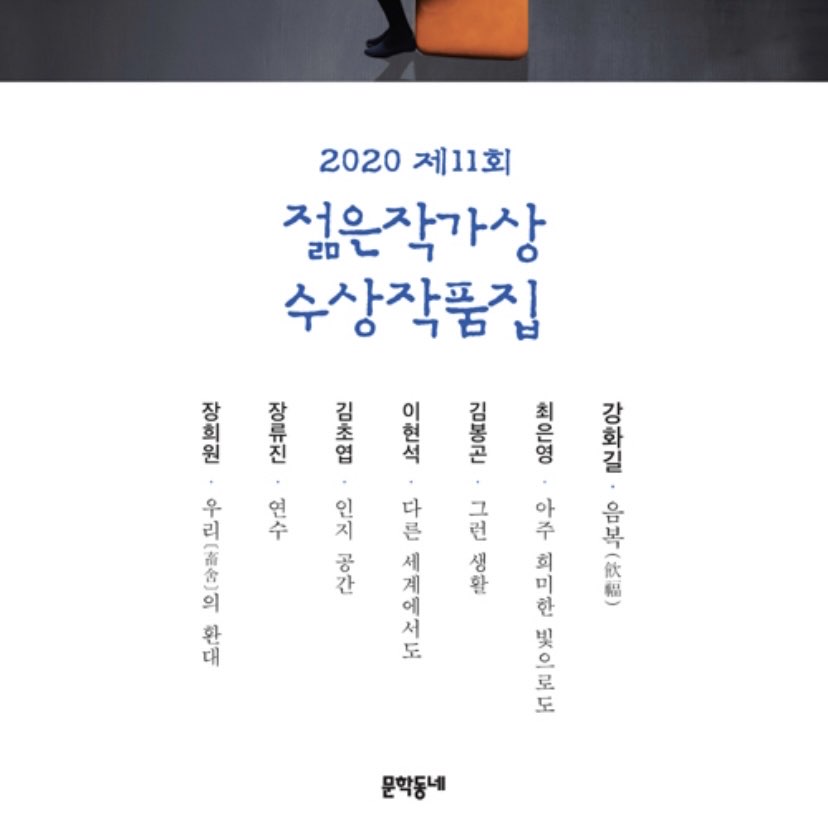 2020 제11회
젊은작가상
수상작품집
강화길 · 음복(飮福)
최은영 · 아주 희미한 빛으로도
김봉곤 · 그런 생활
이현석 · 다른 세계에서도
김초엽 · 인지 공간
장류진 · 연수
장희원 · 우리(畜舍)의 환대
문학동네